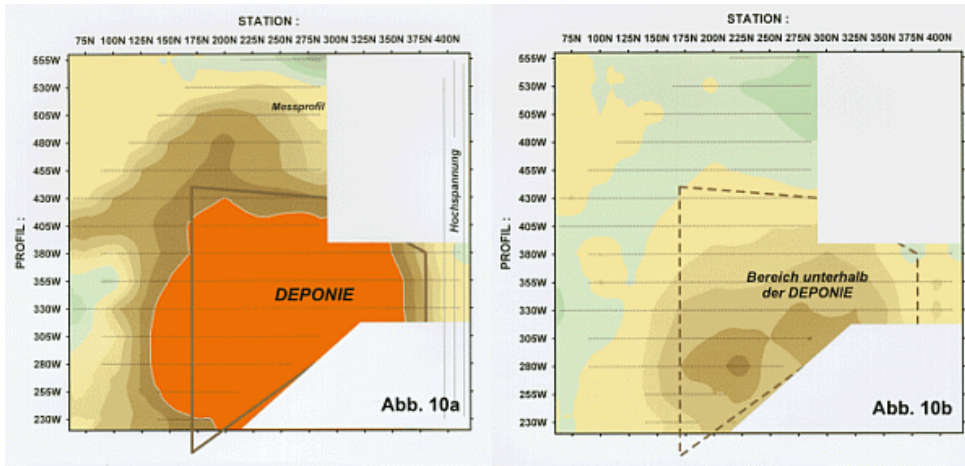 STATION :
75N 100N 125N 150N 175N 200N 225N 250N 275N 300N 325N 350N 375N 400N
PROFIL :
555W
530W
505W
480W
455W
430W
405W
380W
355W
330W
305W
280W
255W
230W
Messprofil
Hochspannung
DEPONIE
Abb. 10a
STATION :
75N 100N 125N 150N 175N 200N 225N 250N 275N 300N 325N 350N 375N 400N
PROFIL :
555W
530W
505W
480W
455W
430W
405W
380W
355W
330W
305W
280W
255W
230W
Bereich unterhalb
der DEPONIE
Abb. 10b